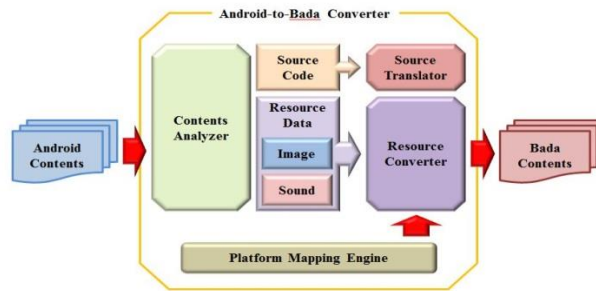 Android-to-Bada Converter
Source
Code
Source
Translator
Contents
Analyzer
Resource
Data
Image
Sound
Resource
Converter
Android
Contents
Bada
Contents
Platform Mapping Engine